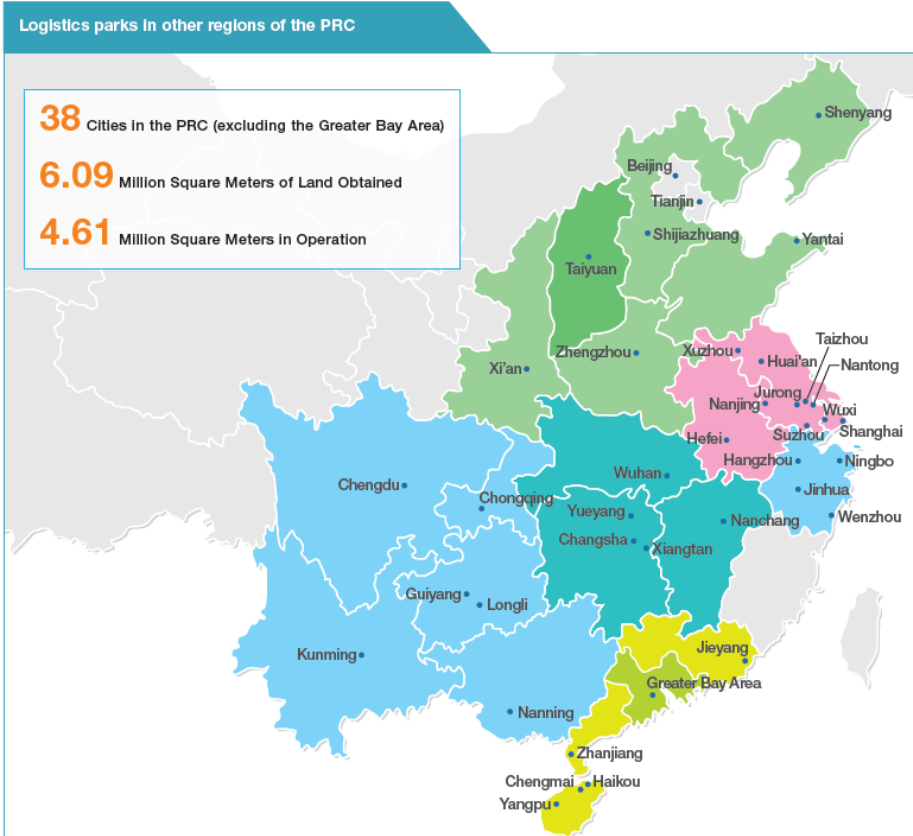 Logistics parks in other regions of the PRC
38 Cities in the PRC (excluding the Greater Bay Area)
6.09 Million Square Meters of Land Obtained
4.61 Million Square Meters in Operation
Shenyang
Beijing
Tianjin
Shijiazhuang
Yantai
Taiyuan
Taizhou
Zhengzhou
Xuzhou
Huai'an
Nantong
Xi'an
Jurong
Nanjing
Wuxi
Suzhou
Shanghai
Hefei
Hangzhou
Ningbo
Wuhan
Chengdu
Chongqing
Jinhua
Yueyang
Nanchang
Wenzhou
Changsha
Xiangtan
Guiyang
Longli
Kunming
Jieyang
Greater Bay Area
Nanning
Zhanjiang
Chengmai
Haikou
Yangpu